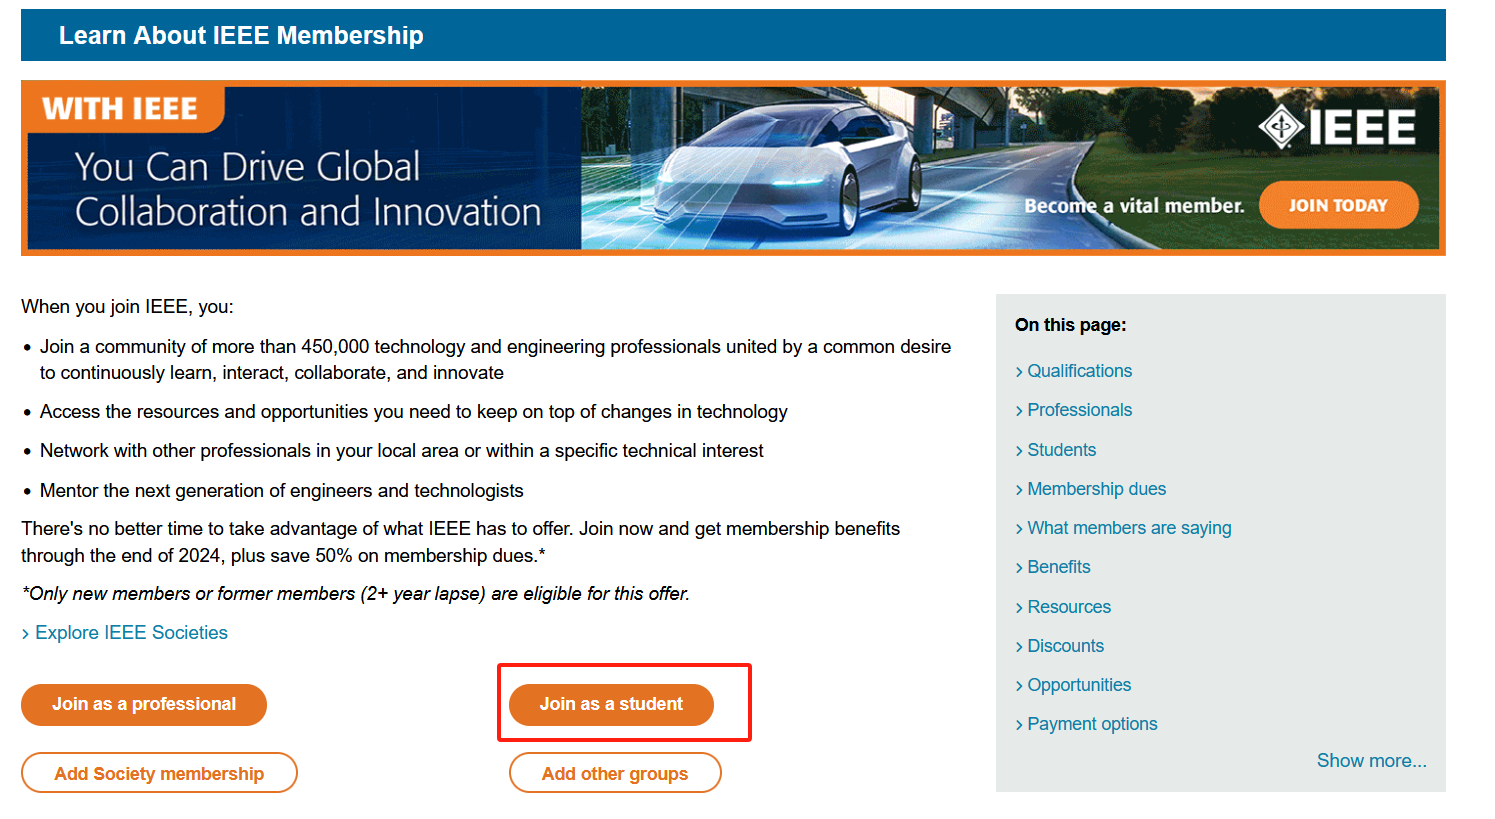 Learn About IEEE Membership
WITH IEEE
You Can Drive Global
Collaboration and Innovation
IEEE
Become a vital member.
JOIN TODAY
When you join IEEE, you:
• Join a community of more than 450,000 technology and engineering professionals united by a common desire
to continuously learn, interact, collaborate, and innovate
• Access the resources and opportunities you need to keep on top of changes in technology
• Network with other professionals in your local area or within a specific technical interest
• Mentor the next generation of engineers and technologists
There's no better time to take advantage of what IEEE has to offer. Join now and get membership benefits
through the end of 2024, plus save 50% on membership dues.*
*Only new members or former members (2+ year lapse) are eligible for this offer.
› Explore IEEE Societies
Join as a professional
Join as a student
Add Society membership
Add other groups
On this page:
› Qualifications
› Professionals
› Students
› Membership dues
› What members are saying
› Benefits
› Resources
› Discounts
› Opportunities
› Payment options
Show more...